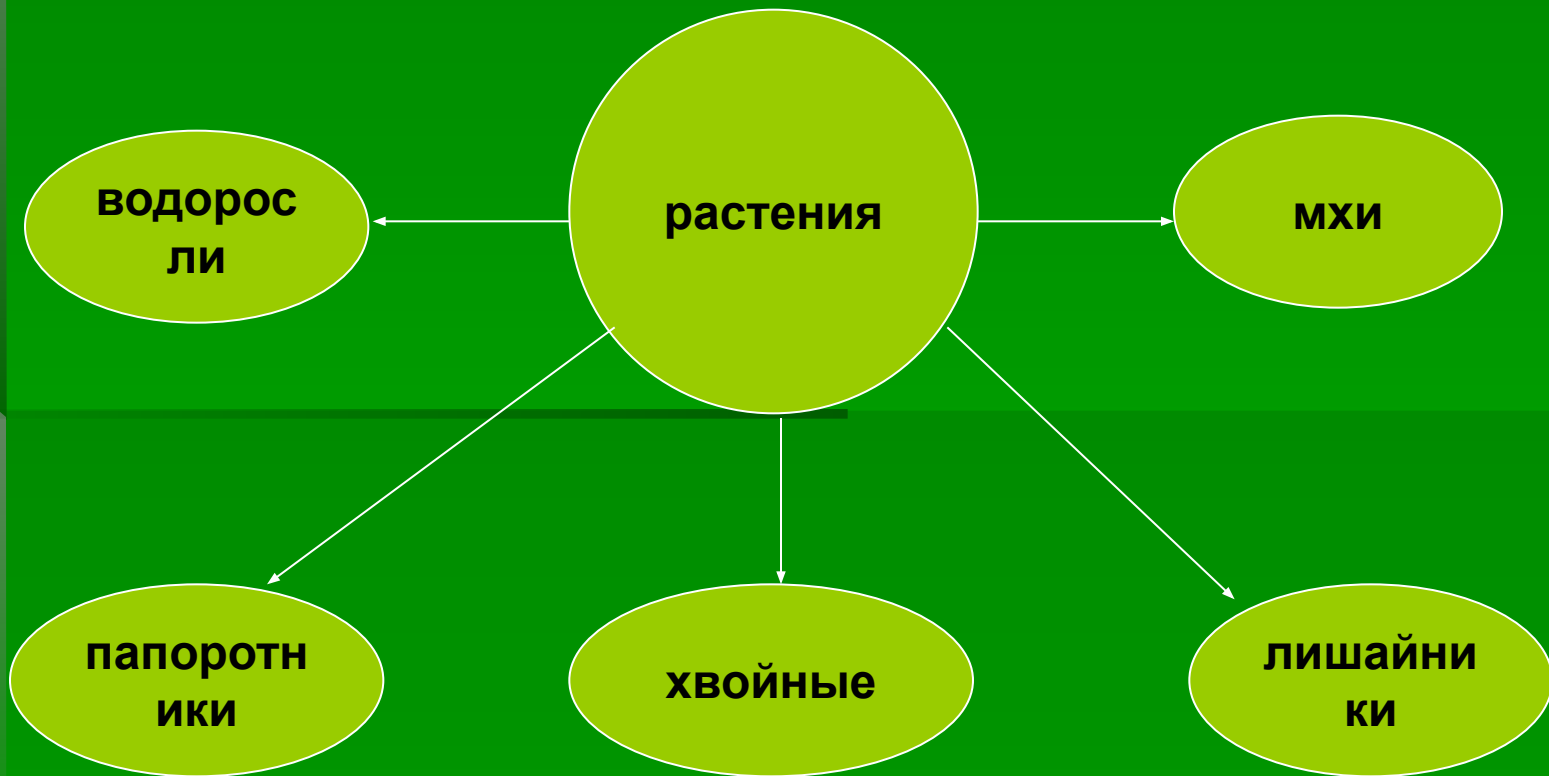 растения
водорос
ли
мхи
папоротн
ики
хвойные
лишайни
ки